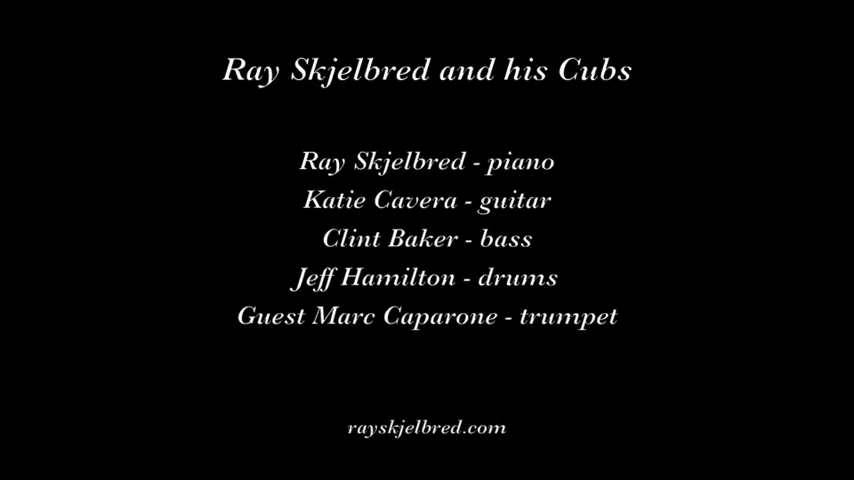 Ray Skjelbred and his Cubs
Ray Skjelbred - piano
Katie Cavera - guitar
Clint Baker - bass
Jeff Hamilton - drums
Guest Marc Caparone - trumpet
rayskjelbred.com